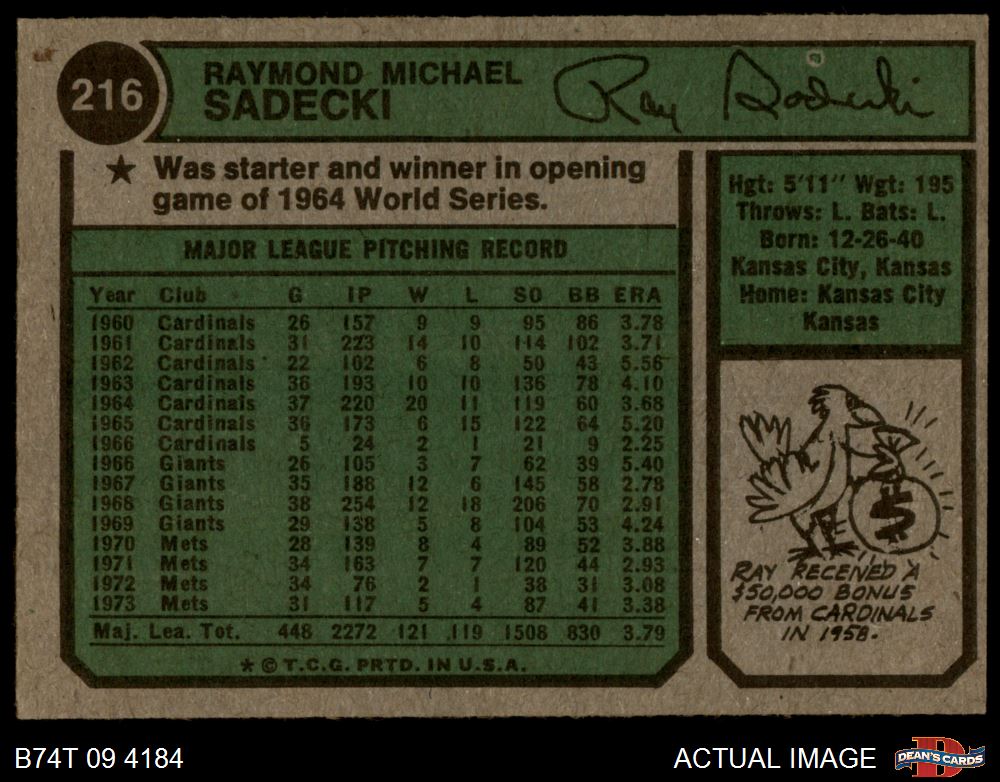 216
RAYMOND MICHAEL
SADECKI
Ray Sadecki
★ Was starter and winner in opening
game of 1964 World Series.
MAJOR LEAGUE PITCHING RECORD
Year Club G IP W L SO BB ERA
1960 Cardinals 26 157 9 9 95 86 3.78
1961 Cardinals 31 223 14 10 114 102 3.71
1962 Cardinals 22 102 6 8 50 43 5.56
1963 Cardinals 36 193 10 10 136 78 4.10
1964 Cardinals 37 220 20 11 119 60 3.68
1965 Cardinals 36 173 6 15 122 64 5.20
1966 Cardinals 5 24 2 1 21 9 2.25
1966 Giants 26 105 3 7 62 39 5.40
1967 Giants 35 188 12 6 145 58 2.78
1968 Giants 38 254 12 18 206 70 2.91
1969 Giants 29 138 5 8 104 53 4.24
1970 Mets 28 139 8 4 89 52 3.88
1971 Mets 34 163 7 7 120 44 2.93
1972 Mets 34 76 2 1 38 31 3.08
1973 Mets 31 117 5 4 87 41 3.38
Maj. Lea. Tot. 448 2272 121 119 1508 830 3.79
★ © T.C.G. PRTD. IN U.S.A.
Hgt: 5'11" Wgt: 195
Throws: L. Bats: L.
Born: 12-26-40
Kansas City, Kansas
Home: Kansas City
Kansas
$
RAY RECEIVED A
$50,000 BONUS
FROM CARDINALS
IN 1958.
B74T 09 4184
ACTUAL IMAGE
D
DEAN'S CARDS